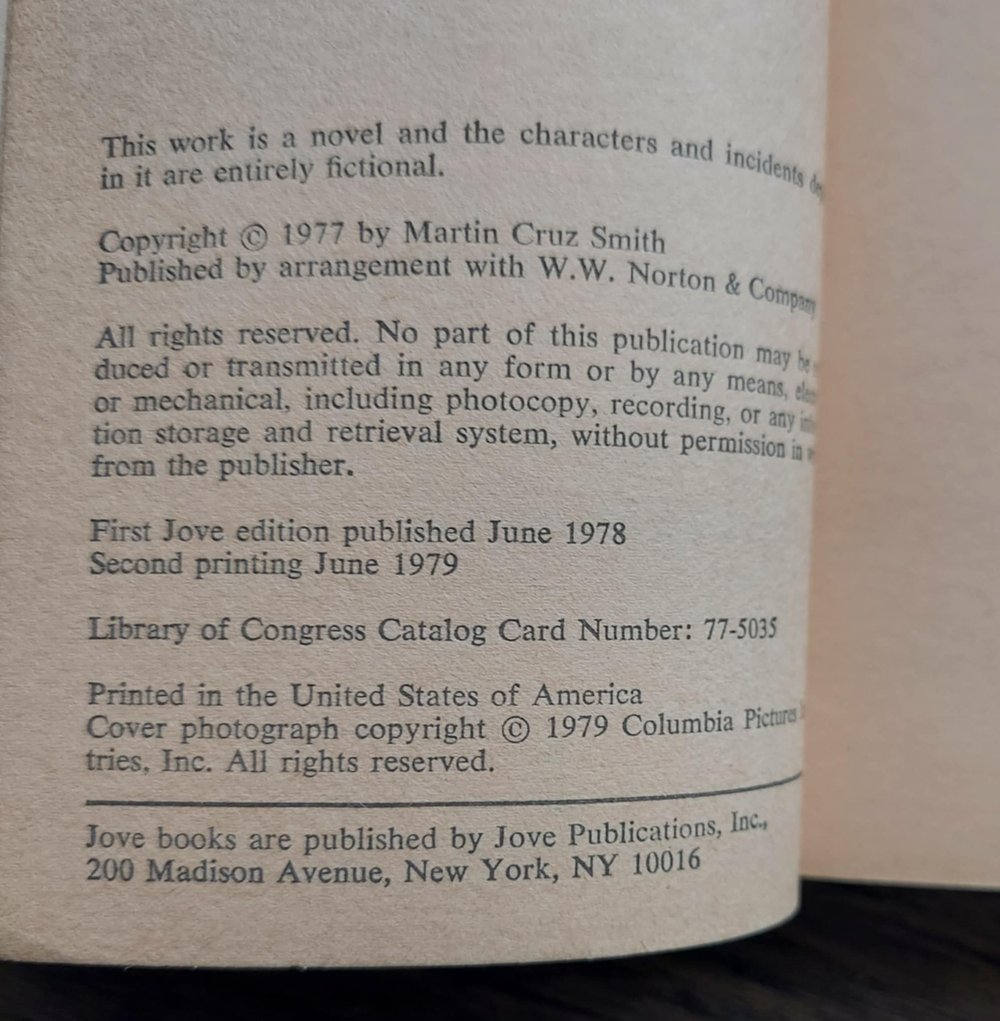 This work is a novel and the characters and incidents
in it are entirely fictional.
Copyright © 1977 by Martin Cruz Smith
Published by arrangement with W.W. Norton & Company
All rights reserved. No part of this publication may be
duced or transmitted in any form or by any means,
or mechanical, including photocopy, recording, or any
tion storage and retrieval system, without permission in
from the publisher.
First Jove edition published June 1978
Second printing June 1979
Library of Congress Catalog Card Number: 77-5035
Printed in the United States of America
Cover photograph copyright © 1979 Columbia Pictures
tries, Inc. All rights reserved.
Jove books are published by Jove Publications, Inc.,
200 Madison Avenue, New York, NY 10016